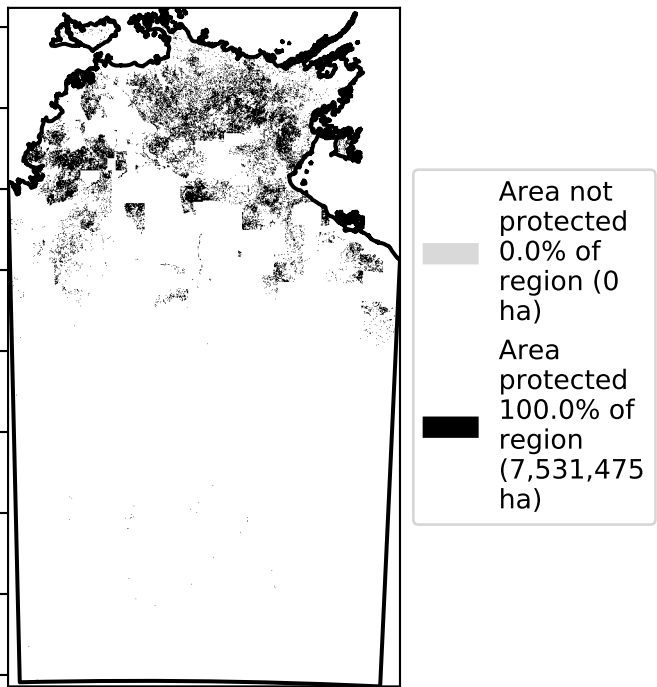 Area not
protected
0.0% of
region (0
ha)
Area
protected
100.0% of
region
(7,531,475
ha)